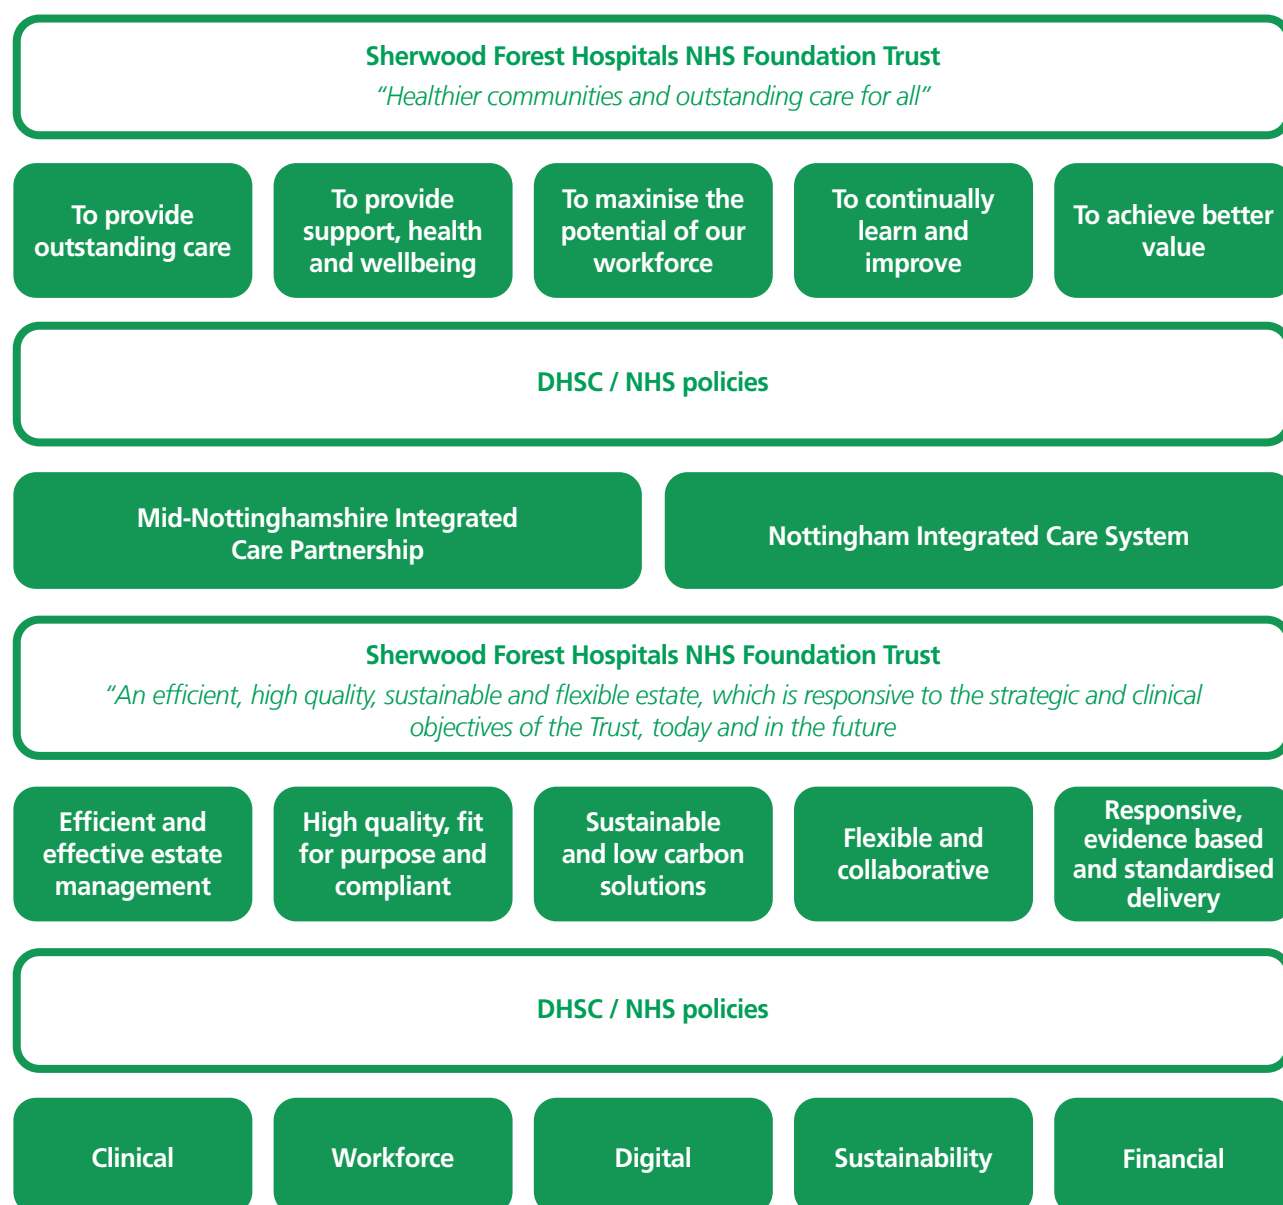 Sherwood Forest Hospitals NHS Foundation Trust
“Healthier communities and outstanding care for all”
To provide
outstanding care
To provide
support, health
and wellbeing
To maxinise the
potential of our
workforce
To continually
learn and
improve
To achieve better
value
DHSC / NHS policies
Mid-Nottinghamshire Integrated
Care Partnership
Nottingham Integrated Care System
Sherwood Forest Hospitals NHS Foundation Trust
“An efficient, high quality, sustainable and flexible estate, which is responsive to the strategic and clinical
objectives of the Trust, today and in the future
Efficient and
effective estate
management
High quality, fit
for purpose and
compliant
Sustainable
and low carbon
solutions
Flexible and
collaborative
Responsive,
evidence based
and standardised
delivery
DHSC / NHS policies
Clinical
Workforce
Digital
Sustainability
Financial